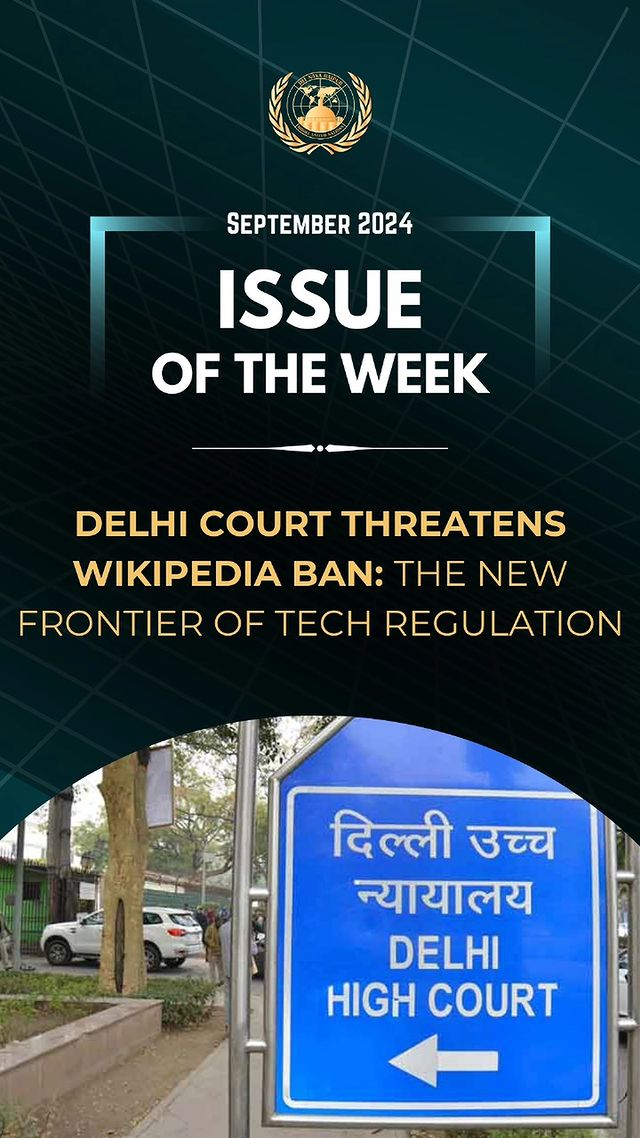 SEPTEMBER 2024
ISSUE
OF THE WEEK
DELHI COURT THREATENS
WIKIPEDIA BAN: THE NEW
FRONTIER OF TECH REGULATION
दिल्ली उच्च
न्यायालय
DELHI
HIGH COURT